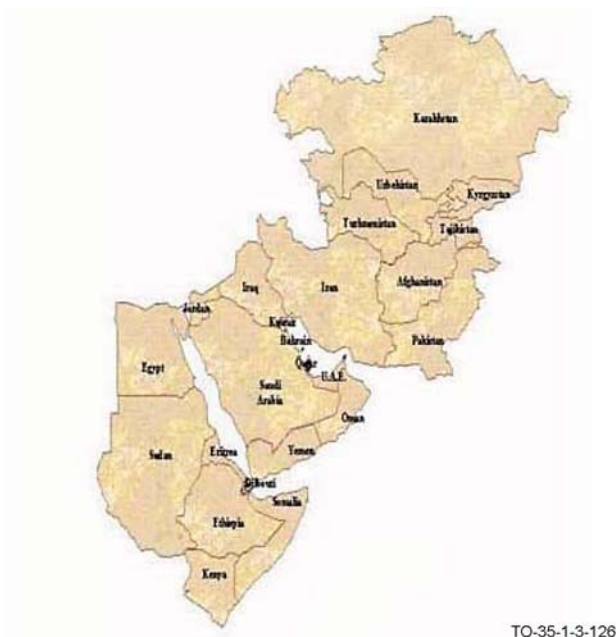 Kazakhstan
Uzbekistan
Kyrgyzstan
Turkmenistan
Tajikistan
Iraq
Iran
Afghanistan
Jordan
Kuwait
Bahrain
Pakistan
Egypt
Qatar
U.A.E.
Saudi
Arabia
Oman
Sudan
Eritrea
Yemen
Djibouti
Somalia
Ethiopia
Kenya
TO-35-1-3-126